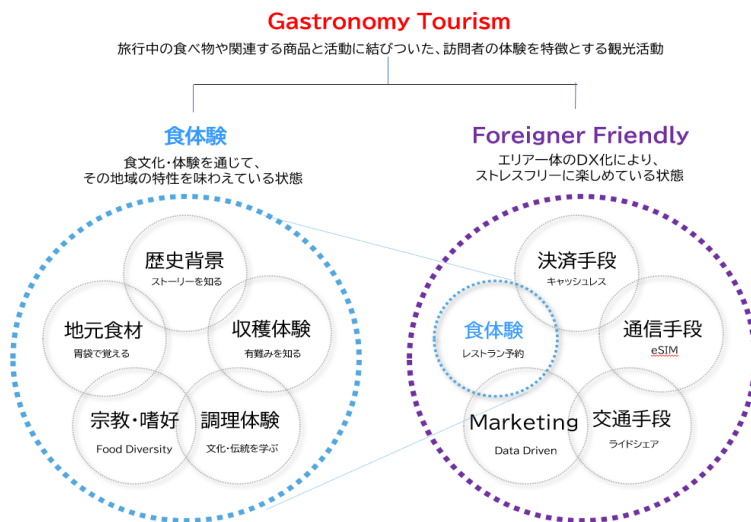 Gastronomy Tourism
旅行中の食べ物や関連する商品と活動に結びついた、訪問者の体験を特徴とする観光活動
食体験
食文化・体験を通じて、
その地域の特性を味わえている状態
歴史背景
ストーリーを知る
地元食材
胃袋で覚える
収穫体験
有難みを知る
宗教・嗜好
Food Diversity
調理体験
文化・伝統を学ぶ
Foreigner Friendly
エリア一体のDX化により、
ストレスフリーに楽しめている状態
決済手段
キャッシュレス
食体験
レストラン予約
通信手段
eSIM
Marketing
Data Driven
交通手段
ライドシェア